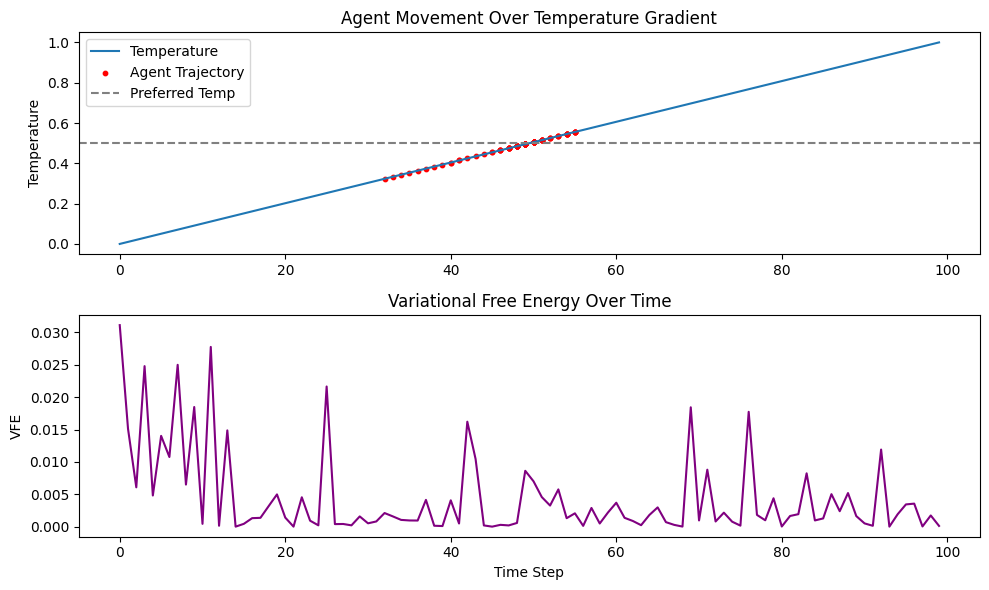 Agent Movement Over Temperature Gradient
Temperature
Agent Trajectory
Preferred Temp
Temperature
1.0
0.8
0.6
0.4
0.2
0.0
0 20 40 60 80 100
Variational Free Energy Over Time
VFE
0.030
0.025
0.020
0.015
0.010
0.005
0.000
0 20 40 60 80 100
Time Step